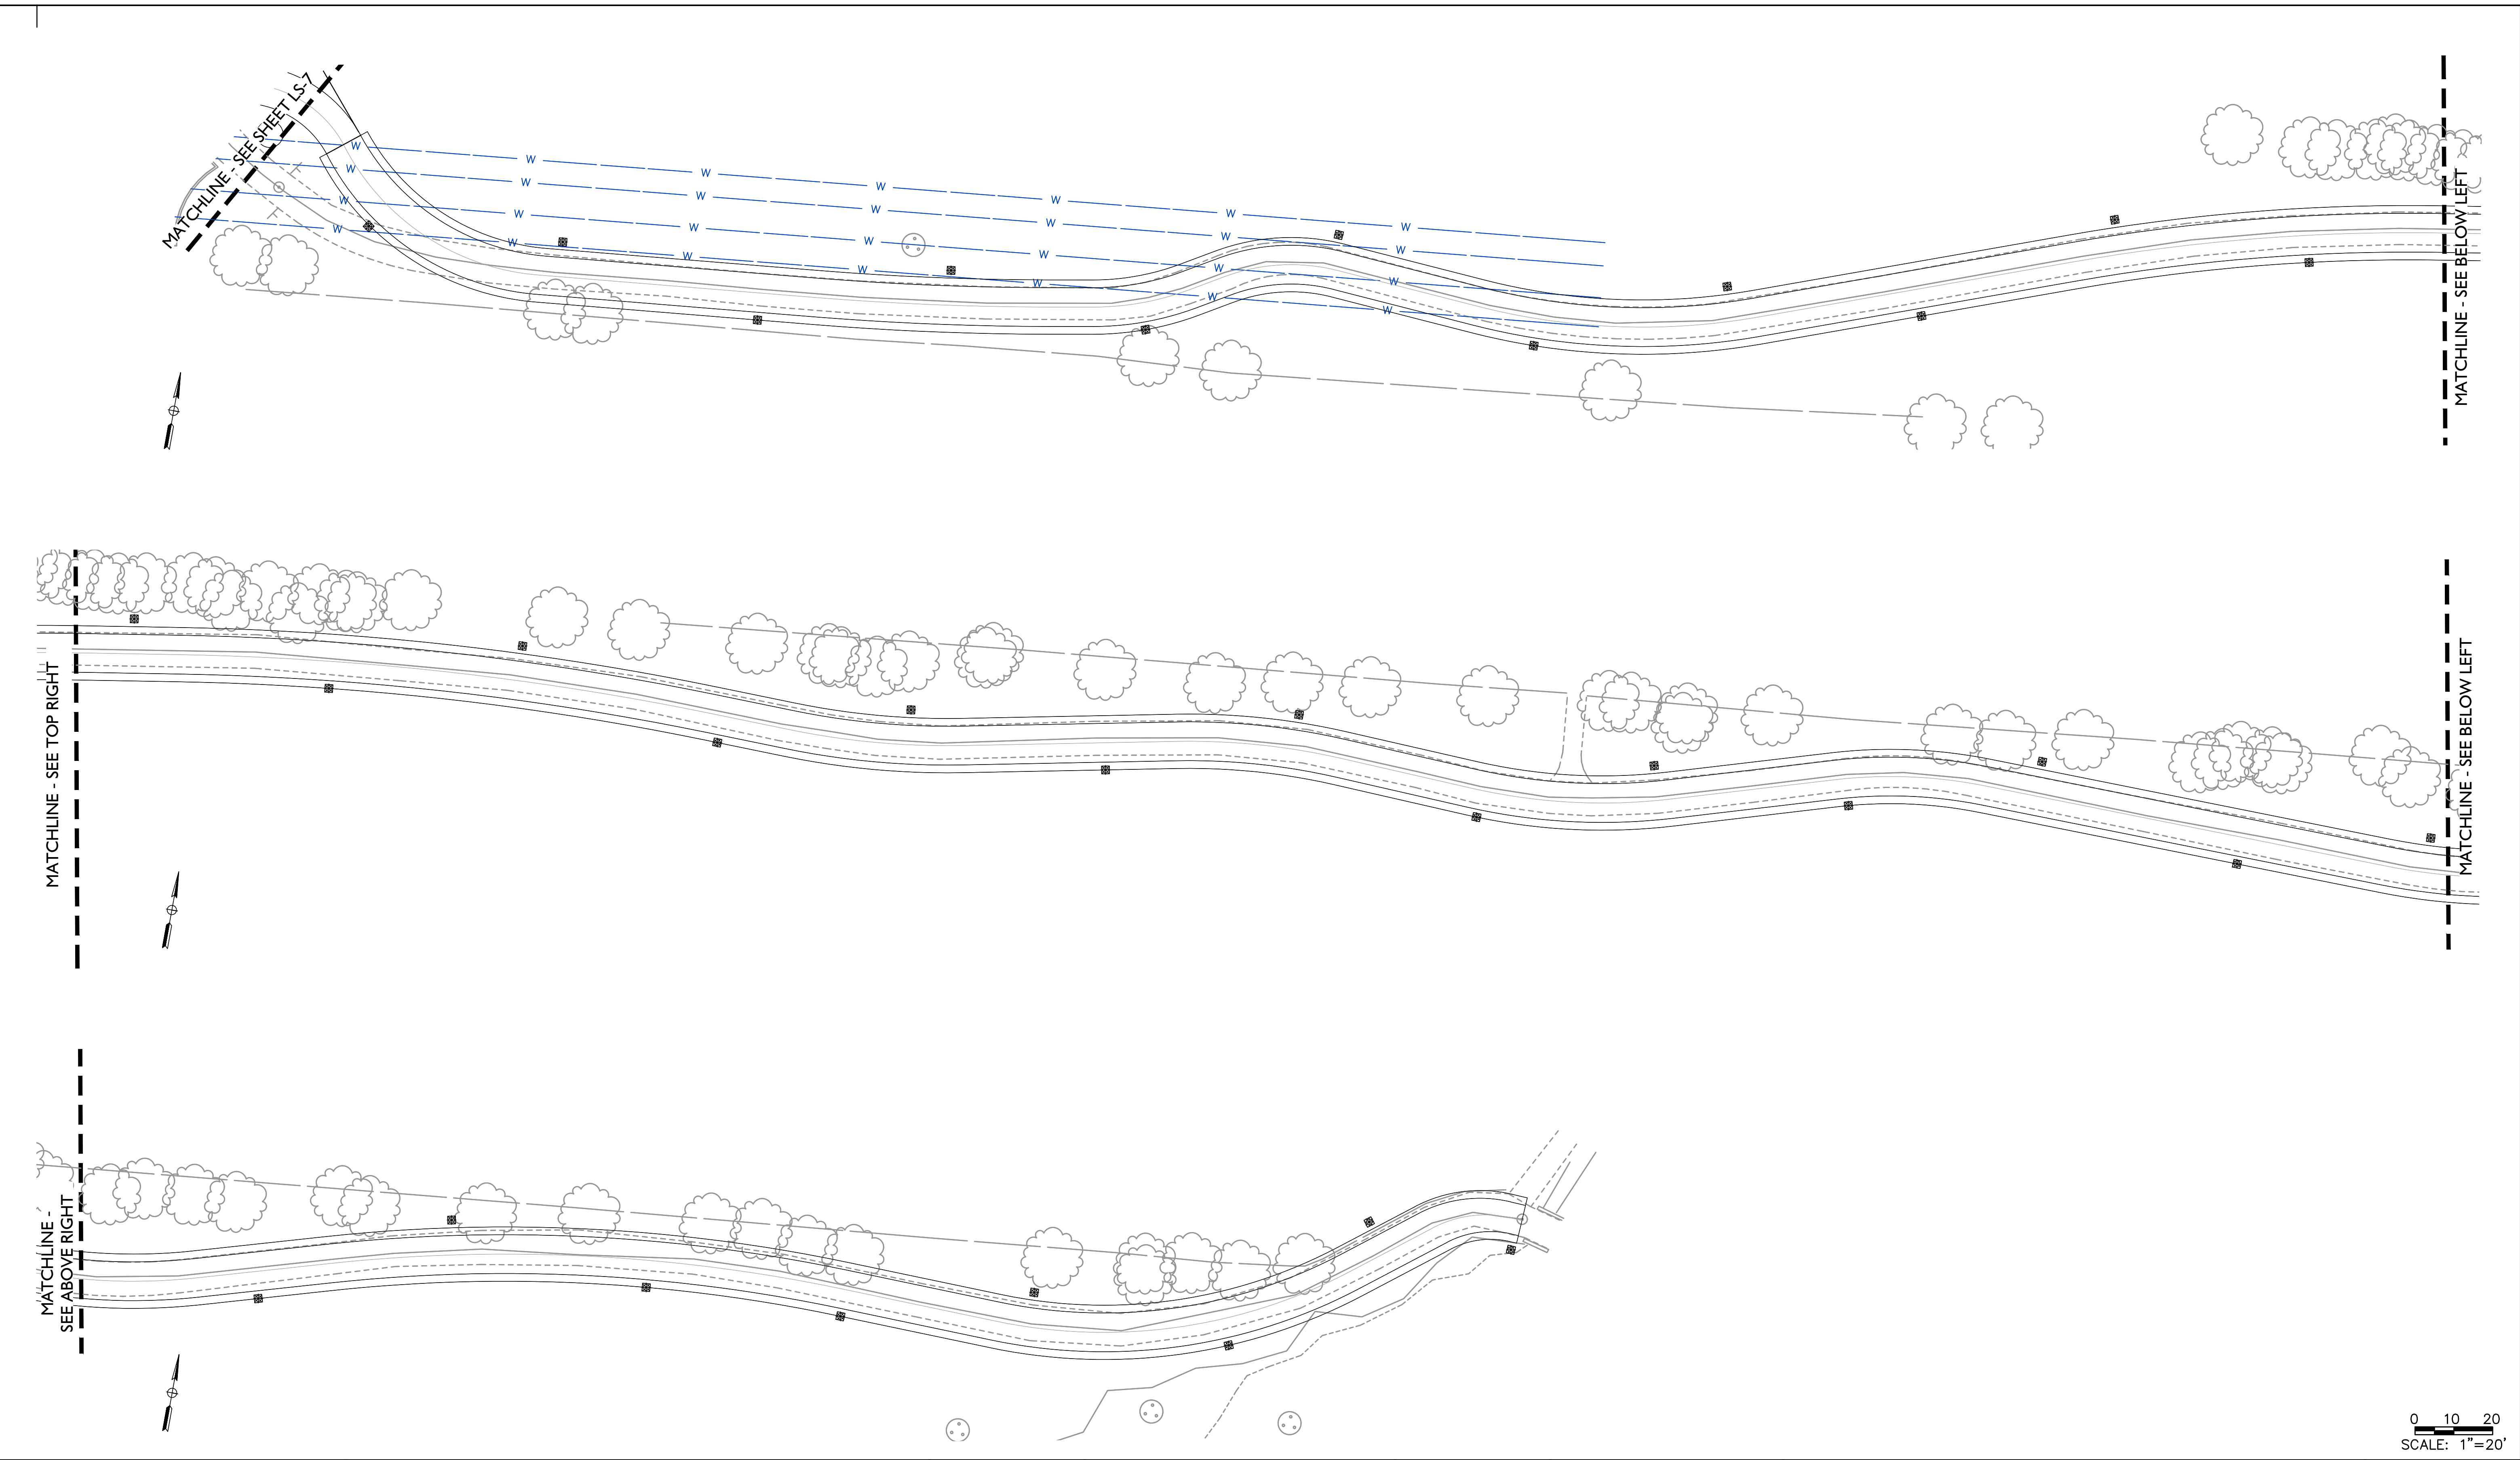 MATCHLINE - SEE SHEET LS-7
W W W W W W W
W W W W W W W
W W W W W W W
W W W W W W W
MATCHLINE - SEE BELOW LEFT
MATCHLINE - SEE TOP RIGHT
MATCHLINE - SEE BELOW LEFT
MATCHLINE -
SEE ABOVE RIGHT
0 10 20
SCALE: 1"=20'